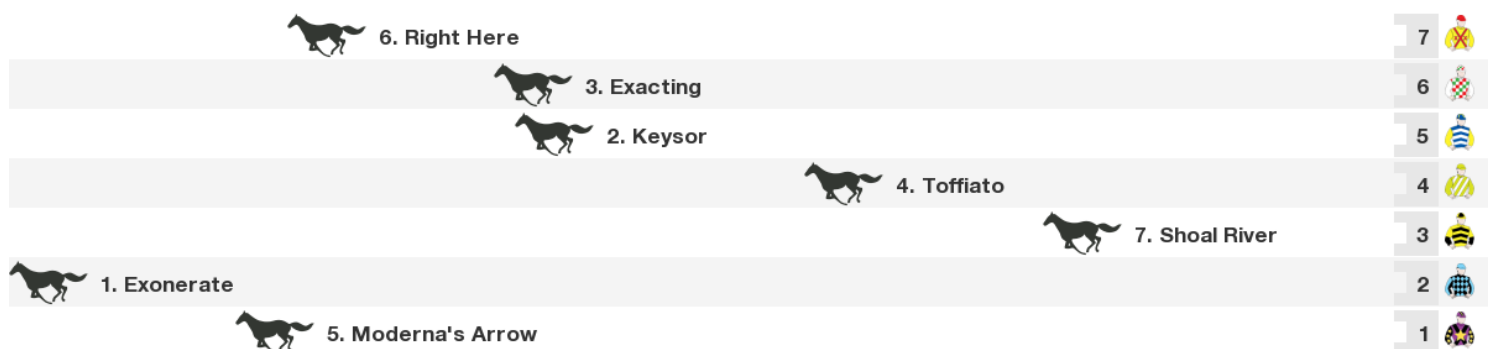 6. Right Here 7
3. Exacting 6
2. Keysor 5
4. Toffiato 4
7. Shoal River 3
1. Exonerate 2
5. Moderna's Arrow 1